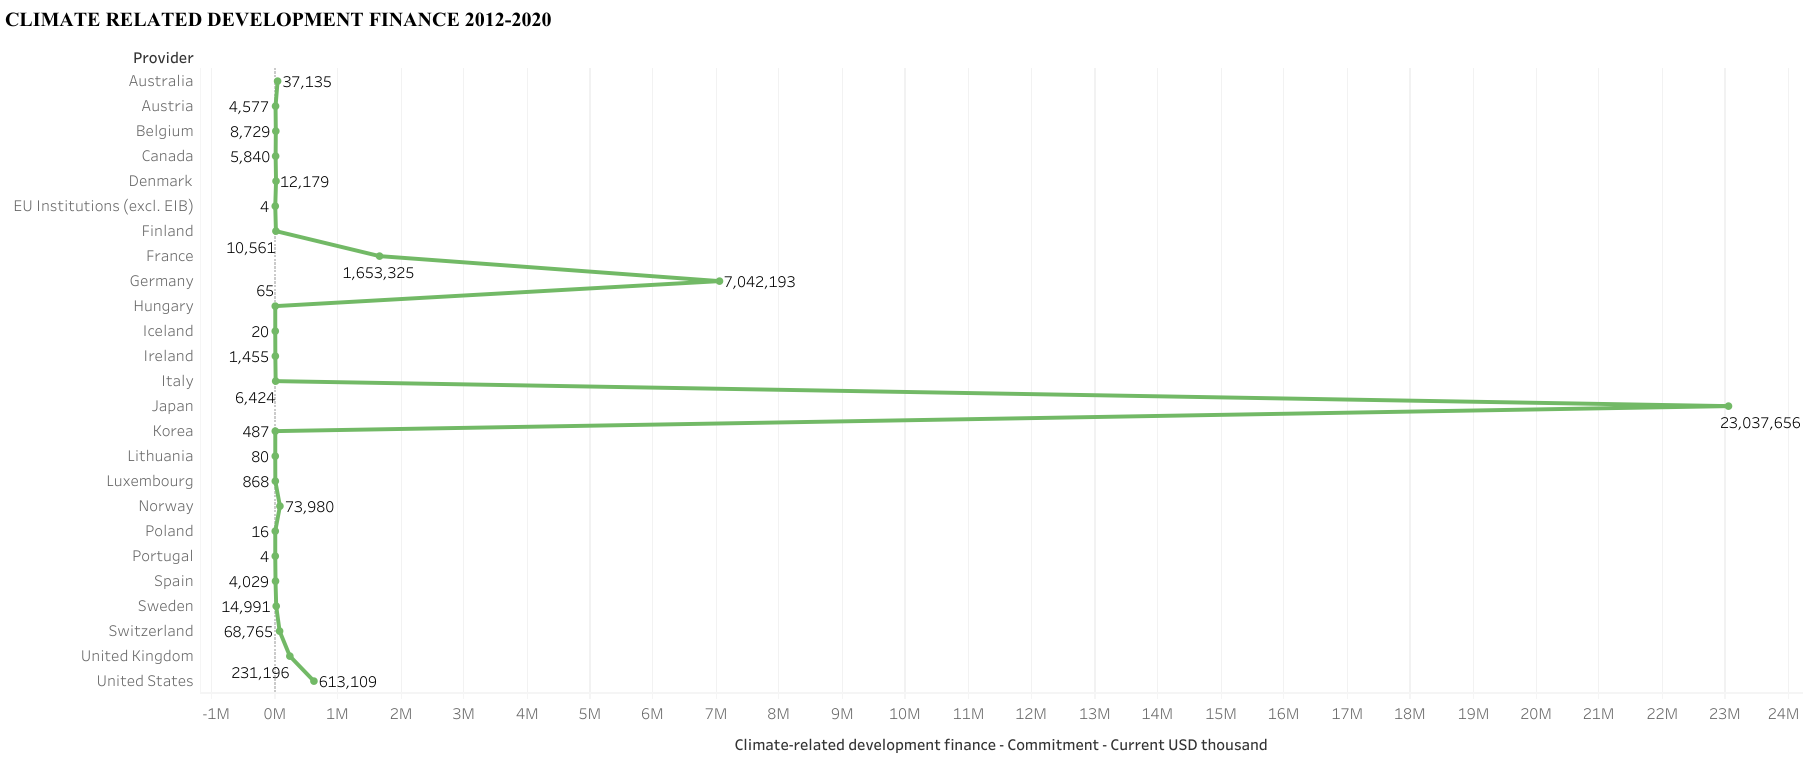 CLIMATE RELATED DEVELOPMENT FINANCE 2012-2020
Provider
Australia 37,135
Austria 4,577
Belgium 8,729
Canada 5,840
Denmark 12,179
EU Institutions (excl. EIB) 4
Finland
10,561
France
1,653,325
Germany 7,042,193
65
Hungary
Iceland 20
Ireland 1,455
Italy
6,424
Japan
23,037,656
Korea 487
Lithuania 80
Luxembourg 868
Norway 73,980
Poland 16
Portugal 4
Spain 4,029
Sweden 14,991
Switzerland 68,765
United Kingdom
231,196
United States 613,109
-1M 0M 1M 2M 3M 4M 5M 6M 7M 8M 9M 10M 11M 12M 13M 14M 15M 16M 17M 18M 19M 20M 21M 22M 23M 24M
Climate-related development finance - Commitment - Current USD thousand